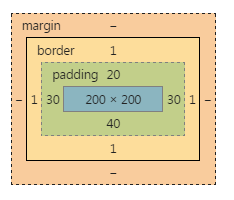 margin –
border 1
padding 20
– 1 30 200 × 200 30 1 –
40
1
–